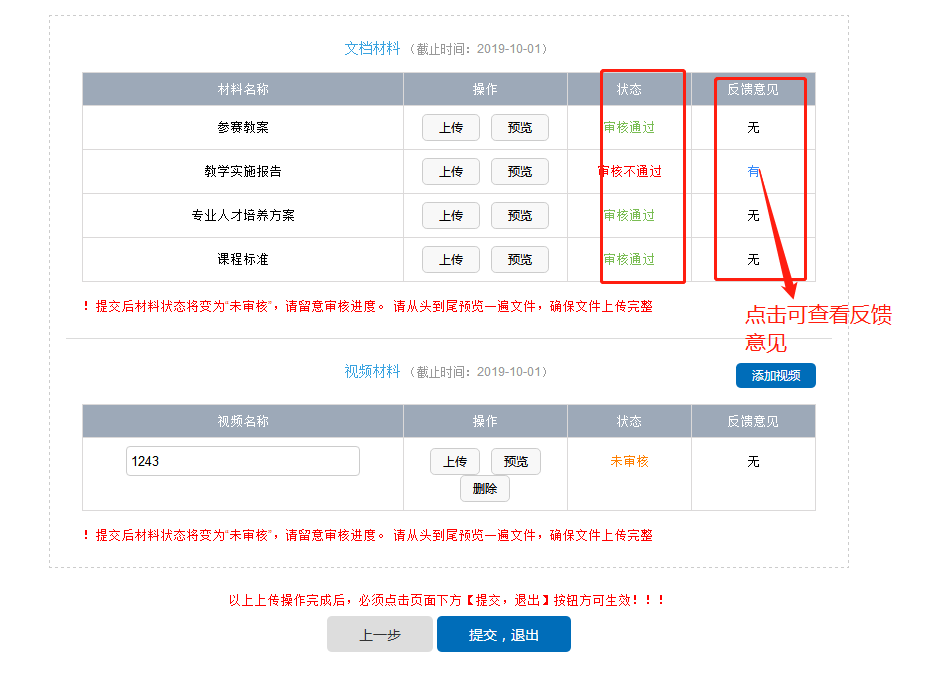 文档材料 （截止时间：2019-10-01）
材料名称 操作 状态 反馈意见
参赛教案 上传 预览 审核通过 无
教学实施报告 上传 预览 审核不通过 有
专业人才培养方案 上传 预览 审核通过 无
课程标准 上传 预览 审核通过 无
！提交后材料状态将变为“未审核”，请留意审核进度。 请从头到尾预览一遍文件，确保文件上传完整
点击可查看反馈
意见
视频材料 （截止时间：2019-10-01）
添加视频
视频名称 操作 状态 反馈意见
1243 上传 预览 未审核 无
删除
！提交后材料状态将变为“未审核”，请留意审核进度。 请从头到尾预览一遍文件，确保文件上传完整
以上上传操作完成后，必须点击页面下方【提交，退出】按钮方可生效！！！
上一步 提交，退出